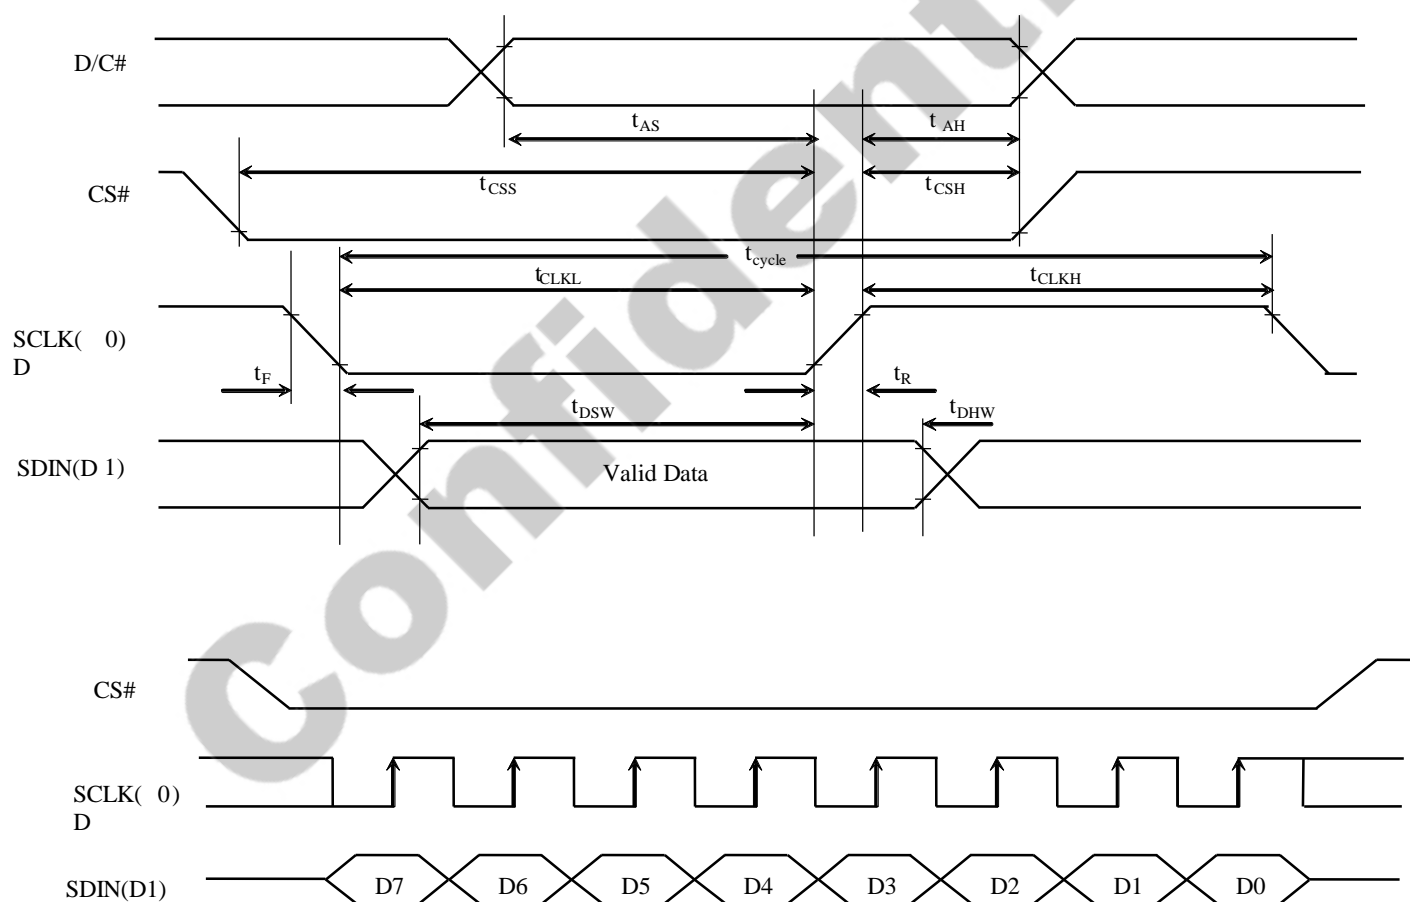 D/C#
tAS
t AH
CS#
tCSS
tCSH
tcycle
tCLKL
tCLKH
SCLK( 0)
D
tF
tR
tDSW
tDHW
SDIN(D 1)
Valid Data
CS#
SCLK( 0)
D
SDIN(D1)
D7 D6 D5 D4 D3 D2 D1 D0
Confidenti